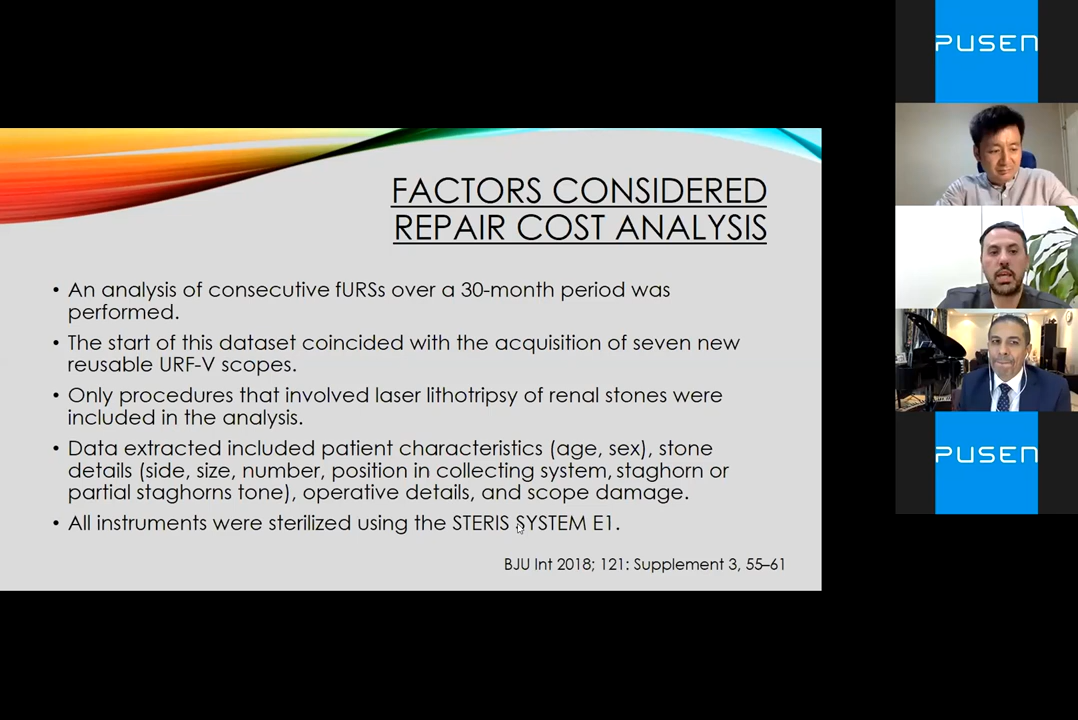 FACTORS CONSIDERED
REPAIR COST ANALYSIS
• An analysis of consecutive fURSs over a 30-month period was
performed.
• The start of this dataset coincided with the acquisition of seven new
reusable URF-V scopes.
• Only procedures that involved laser lithotripsy of renal stones were
included in the analysis.
• Data extracted included patient characteristics (age, sex), stone
details (side, size, number, position in collecting system, staghorn or
partial staghorns tone), operative details, and scope damage.
• All instruments were sterilized using the STERIS SYSTEM E1.
BJU Int 2018; 121: Supplement 3, 55–61
PUSEN
PUSEN